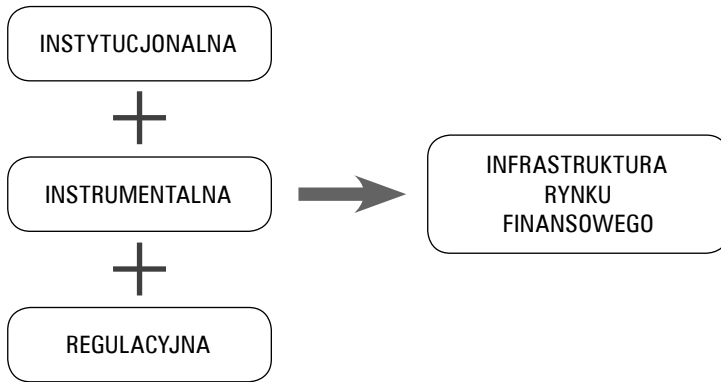 INSTYTUCJONALNA
INSTRUMENTALNA
REGULACYJNA
INFRASTRUKTURA
RYNKU
FINANSOWEGO